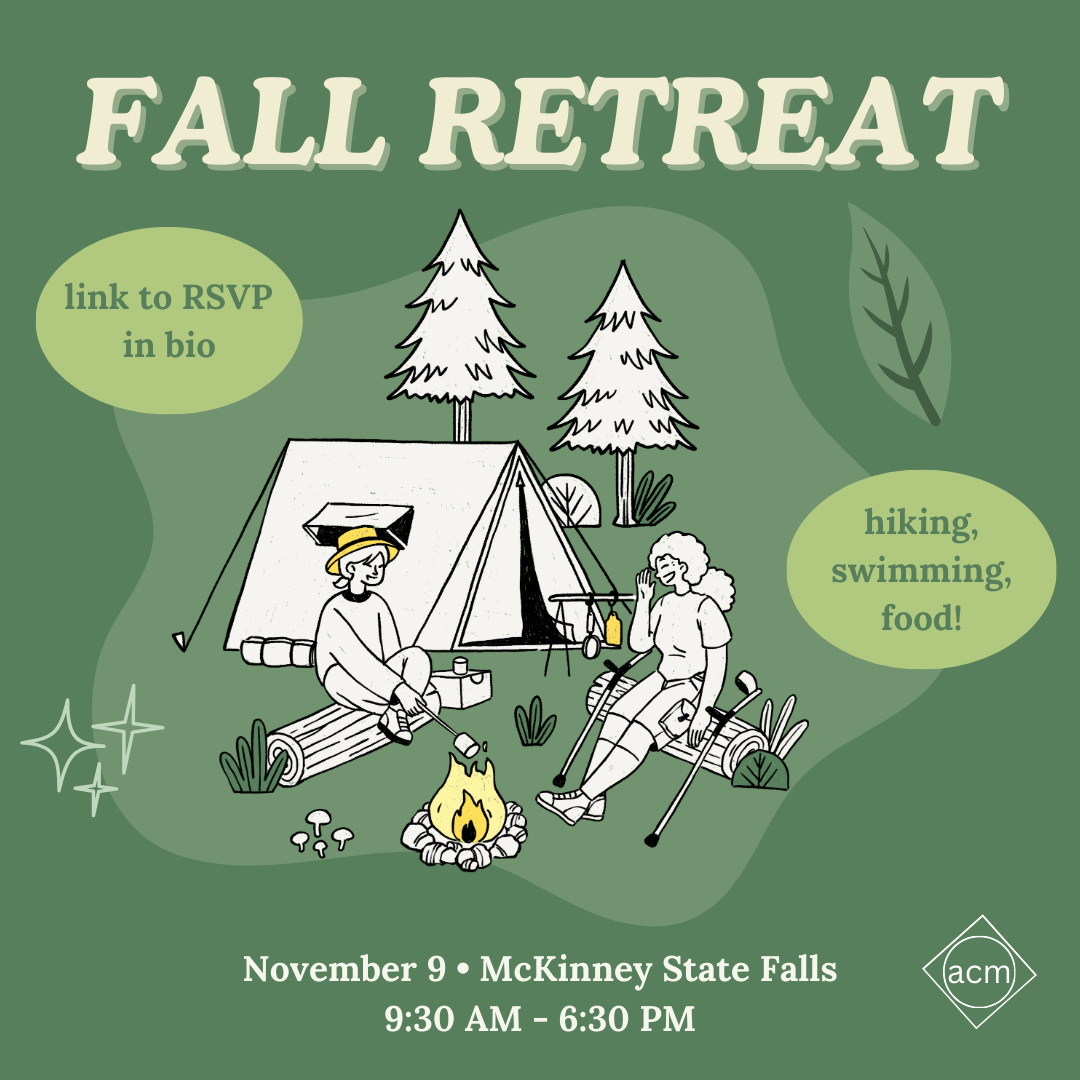 FALL RETREAT
link to RSVP
in bio
hiking,
swimming,
food!
November 9 • McKinney State Falls
9:30 AM - 6:30 PM
acm